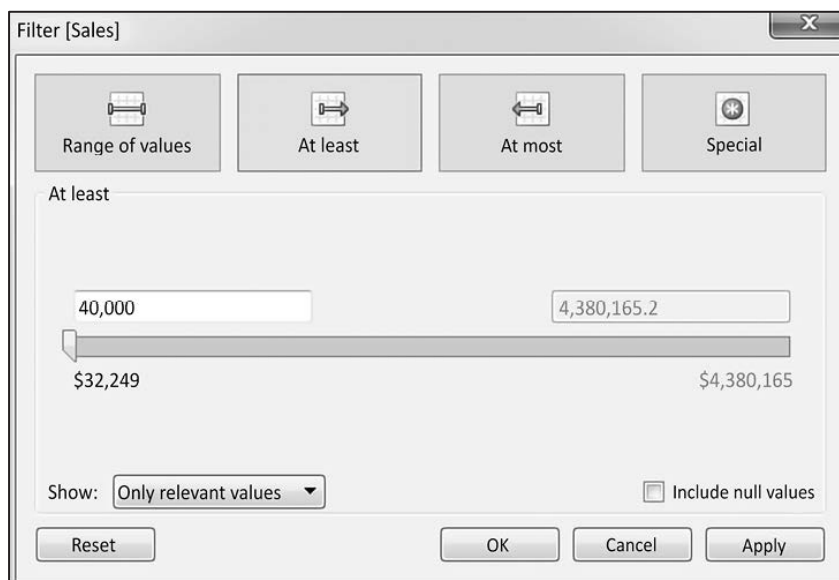 Filter [Sales]
X
Range of values At least At most Special
At least
40,000 4,380,165.2
$32,249 $4,380,165
Show: Only relevant values Include null values
Reset OK Cancel Apply